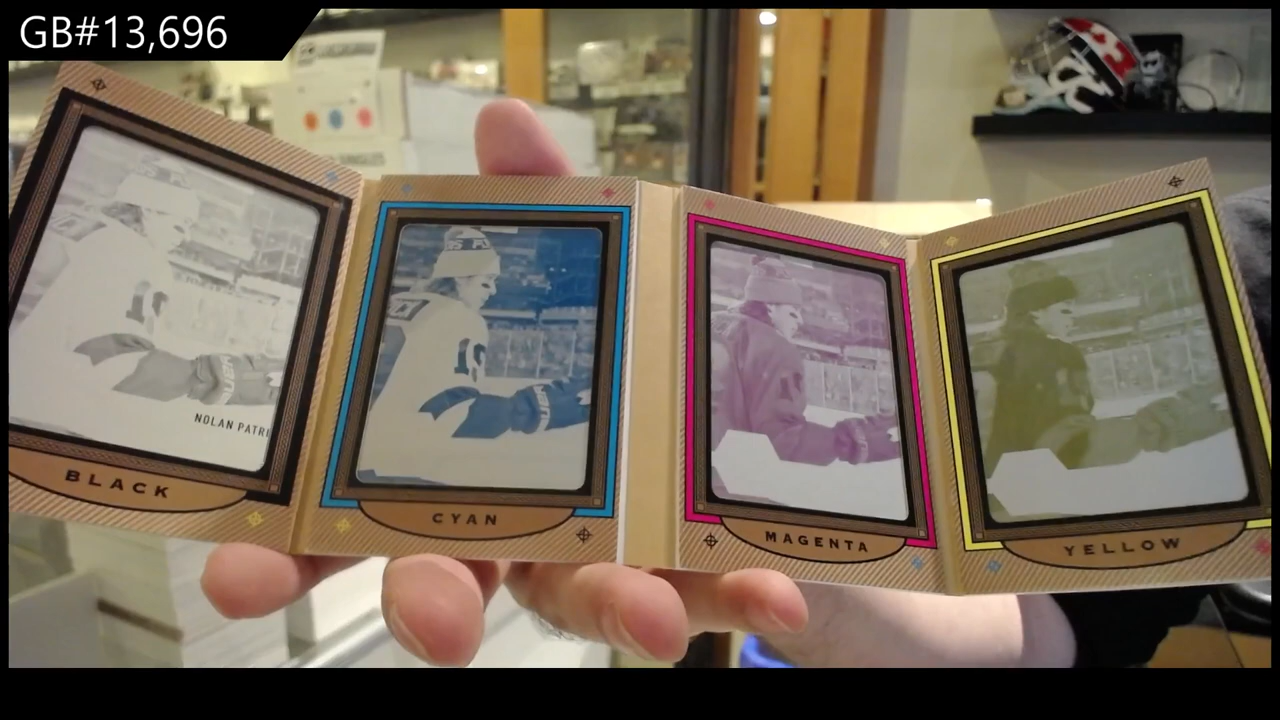 GB#13,696
NOLAN PATRI
BLACK
CYAN
MAGENTA
YELLOW